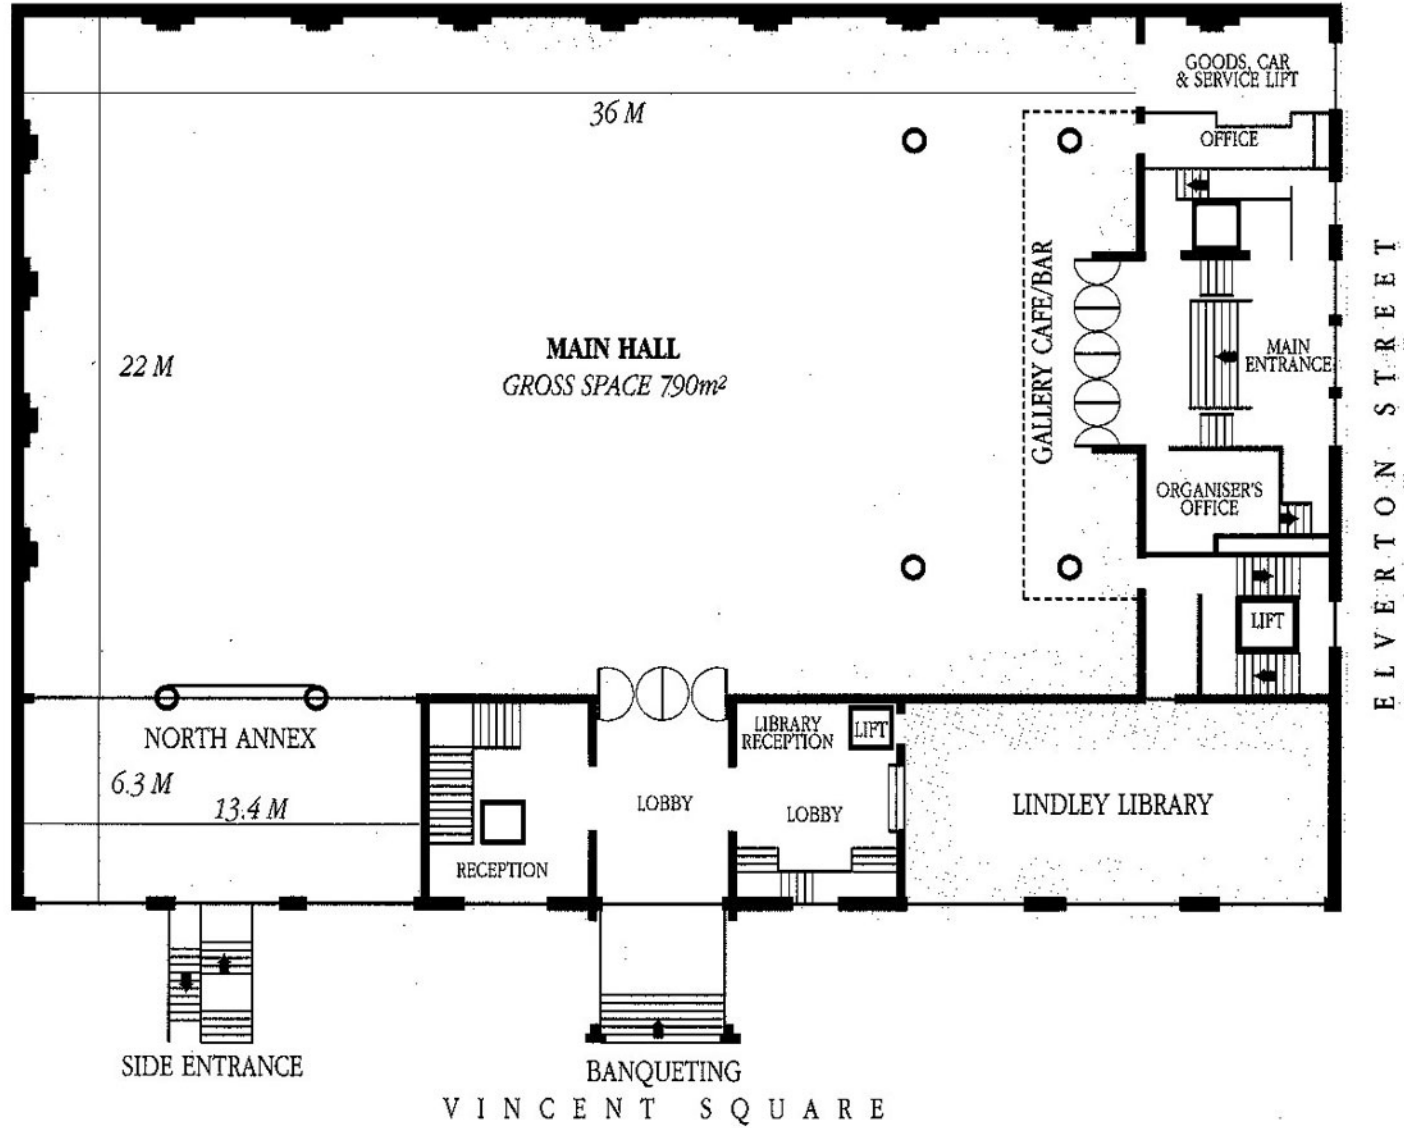 GOODS, CAR
& SERVICE LIFT
36 M
OFFICE
GALLERY CAFE/BAR
MAIN HALL
GROSS SPACE 790m²
22 M
MAIN
ENTRANCE
ELVERTON STREET
ORGANISER'S
OFFICE
LIFT
NORTH ANNEX
6.3 M
13.4 M
RECEPTION
LOBBY
LIBRARY
RECEPTION
LIFT
LOBBY
LINDLEY LIBRARY
SIDE ENTRANCE
BANQUETING
VINCENT SQUARE